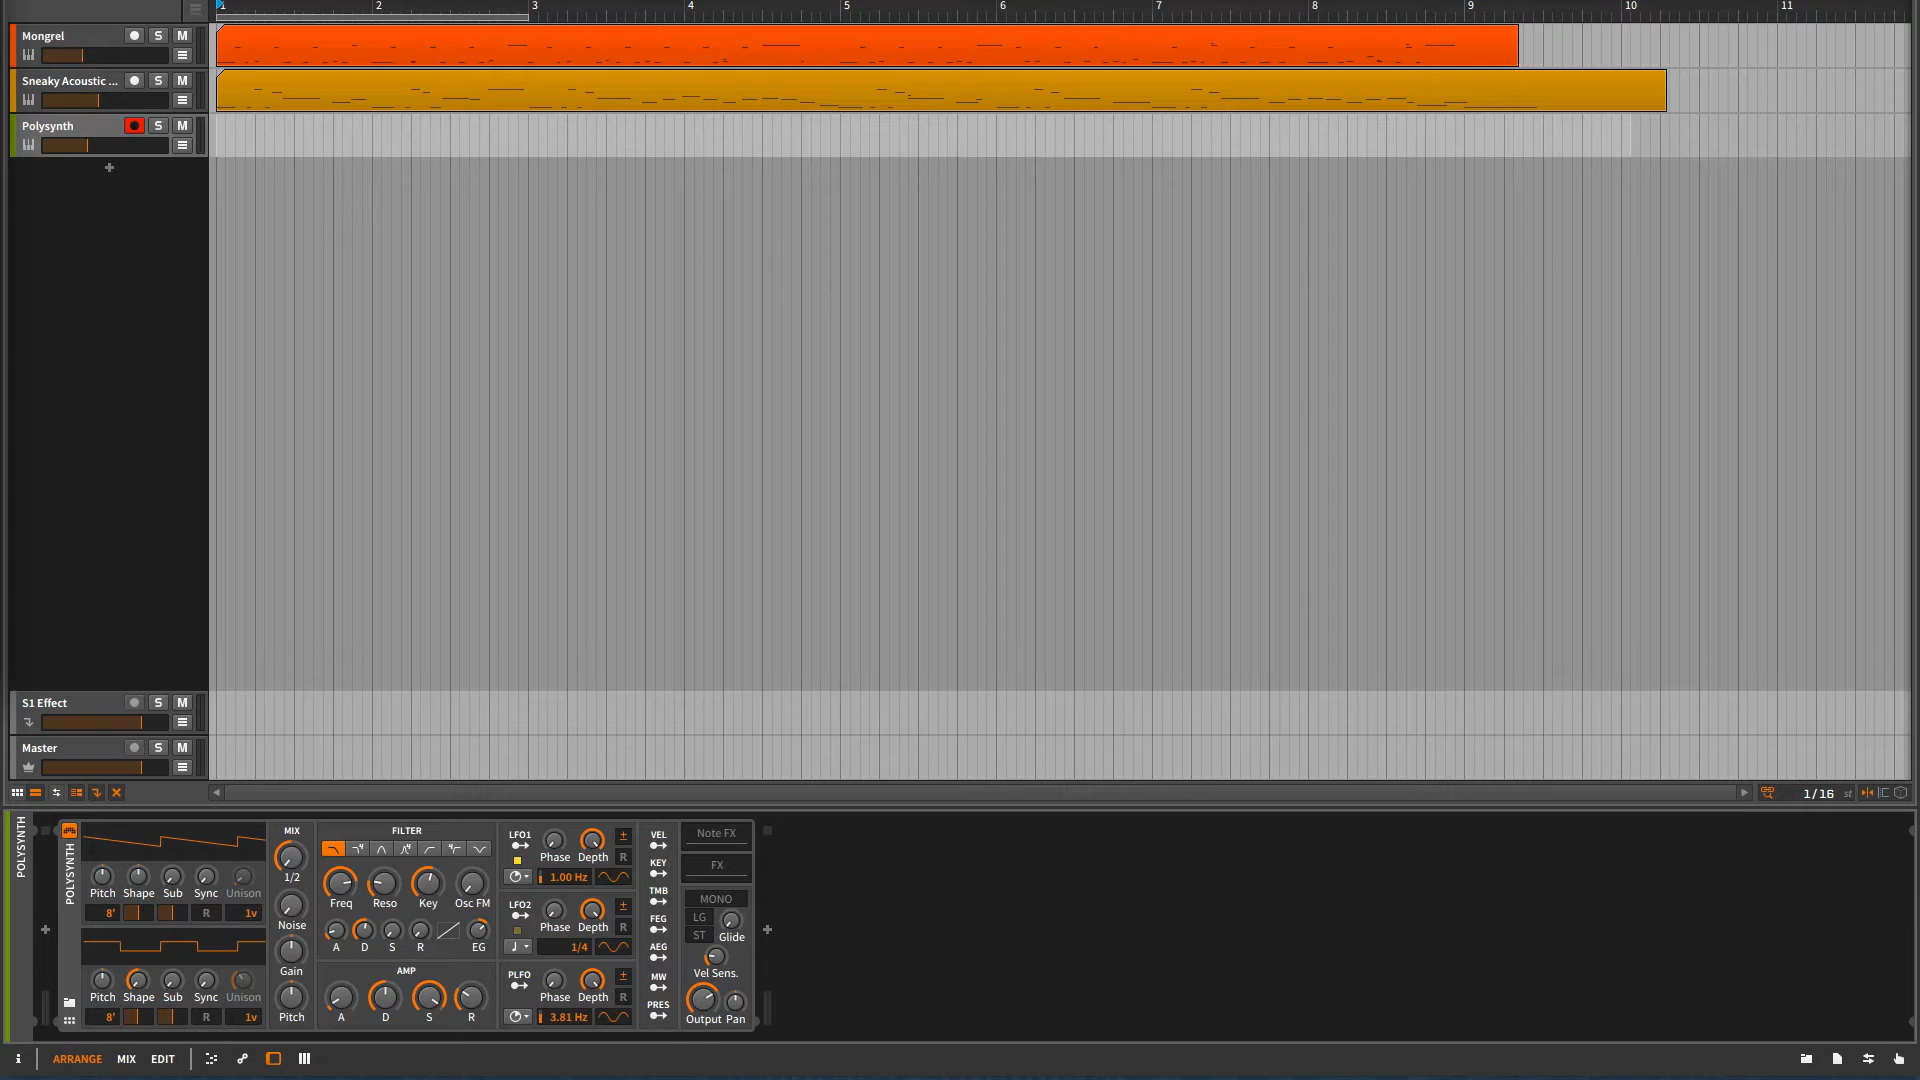 1 2 3 4 5 6 7 8 9 10 11
Mongrel S M
Sneaky Acoustic ... S M
Polysynth S M
+
S1 Effect S M
Master S M
1/16 st
POLYSYNTH
POLYSYNTH
Pitch Shape Sub Sync Unison
8' R 1v
Pitch Shape Sub Sync Unison
8' R 1v
MIX
1/2
Noise
Gain
Pitch
FILTER
Freq Reso Key Osc FM
A D S R EG
AMP
A D S R
LFO1 Phase Depth ± R
1.00 Hz
LFO2 Phase Depth ± R
1/4
PLFO Phase Depth ± R
3.81 Hz
VEL
KEY
TMB
FEG
AEG
MW
PRES
Note FX
FX
MONO
LG
ST
Glide
Vel Sens.
Output Pan
i ARRANGE MIX EDIT